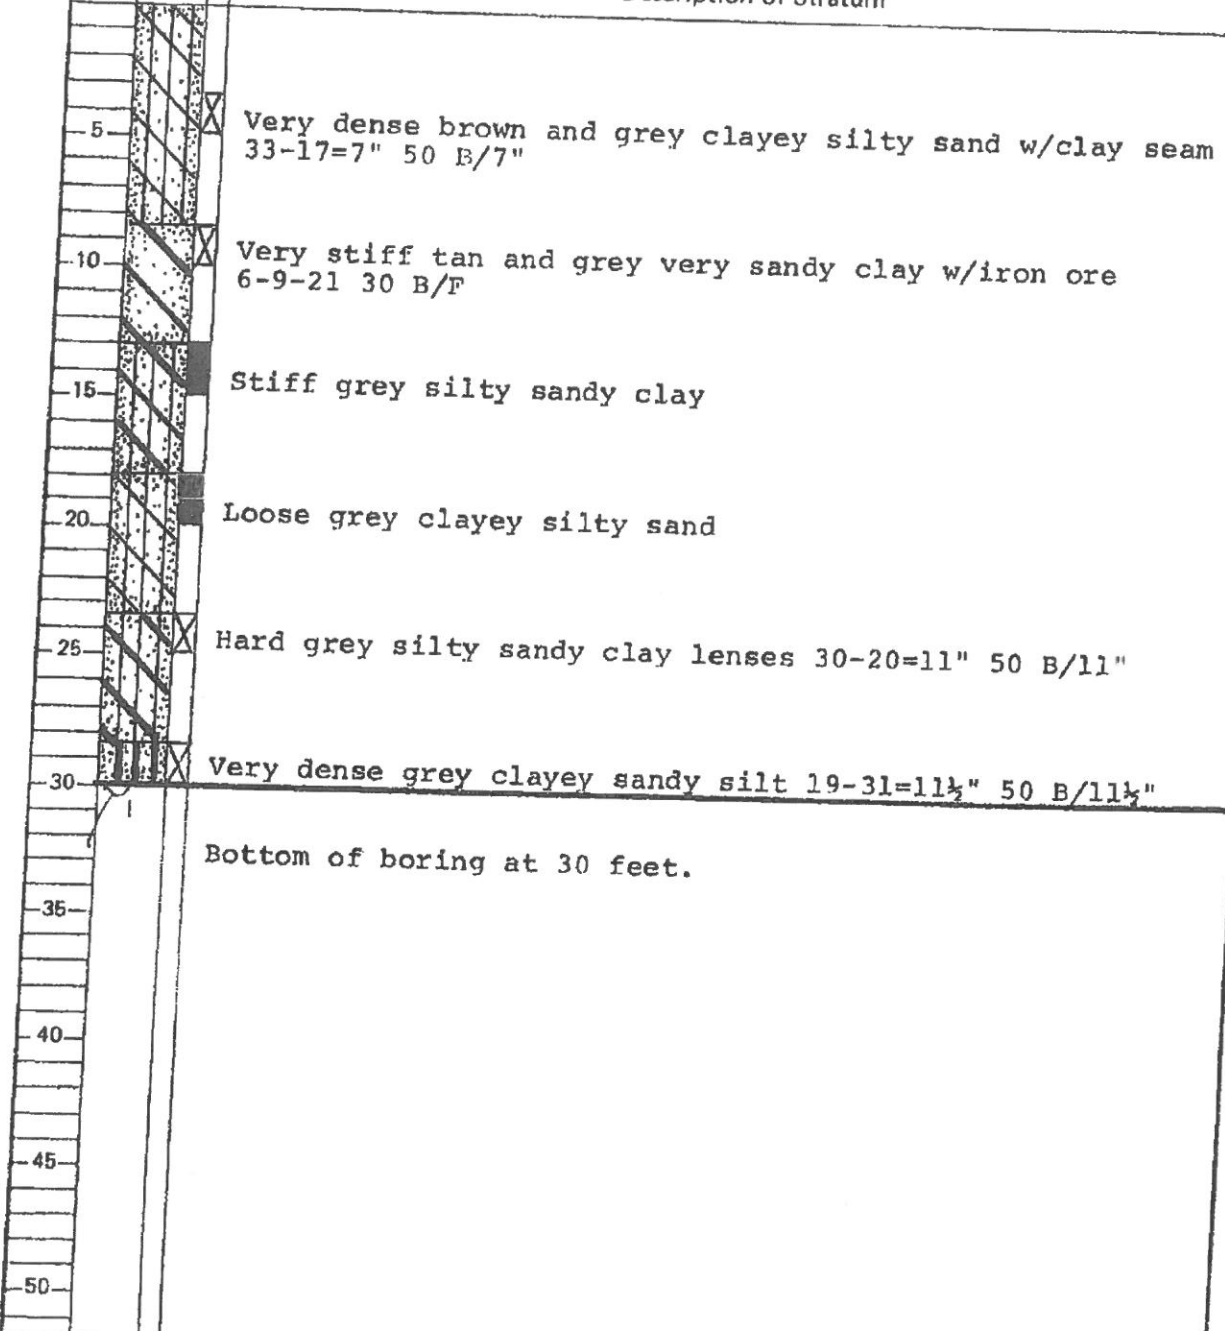 Description of Stratum
5
Very dense brown and grey clayey silty sand w/clay seam
33-17=7" 50 B/7"
10
Very stiff tan and grey very sandy clay w/iron ore
6-9-21 30 B/F
15
Stiff grey silty sandy clay
20
Loose grey clayey silty sand
25
Hard grey silty sandy clay lenses 30-20=11" 50 B/11"
30
Very dense grey clayey sandy silt 19-31=11½" 50 B/11½"
Bottom of boring at 30 feet.
35
40
45
50